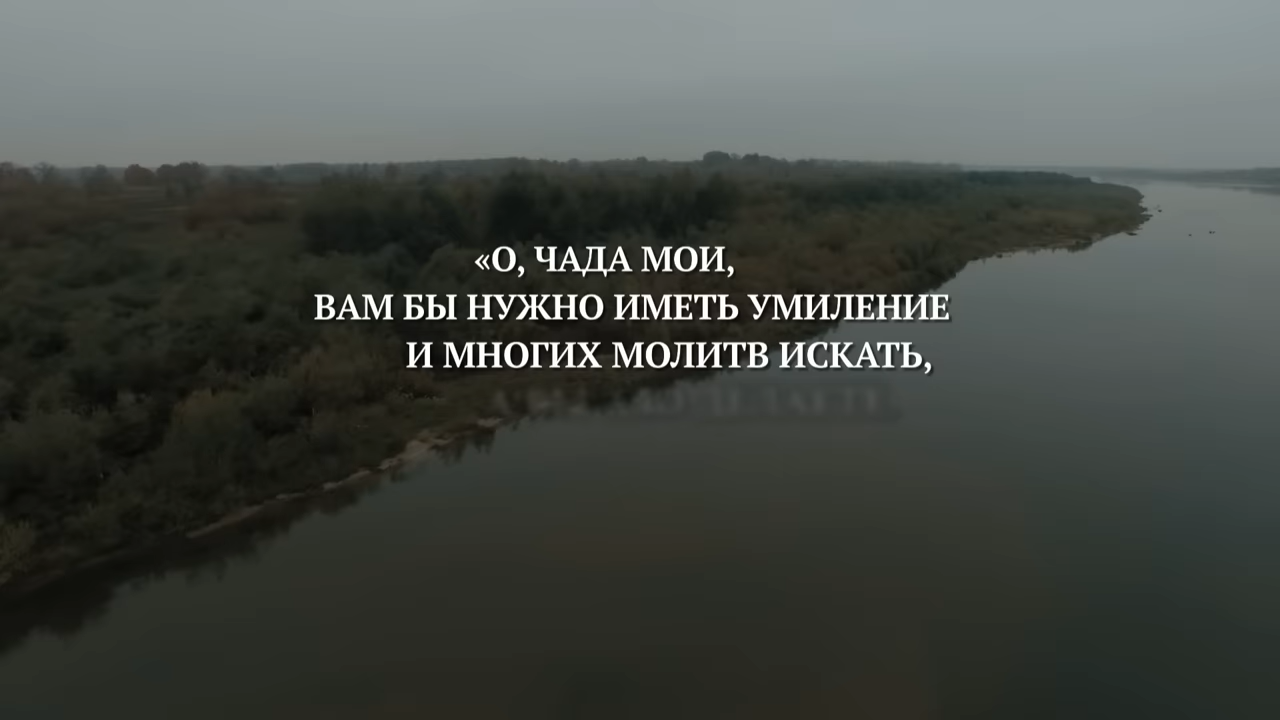 «О, ЧАДА МОИ,
ВАМ БЫ НУЖНО ИМЕТЬ УМИЛЕНИЕ
И МНОГИХ МОЛИТВ ИСКАТЬ,